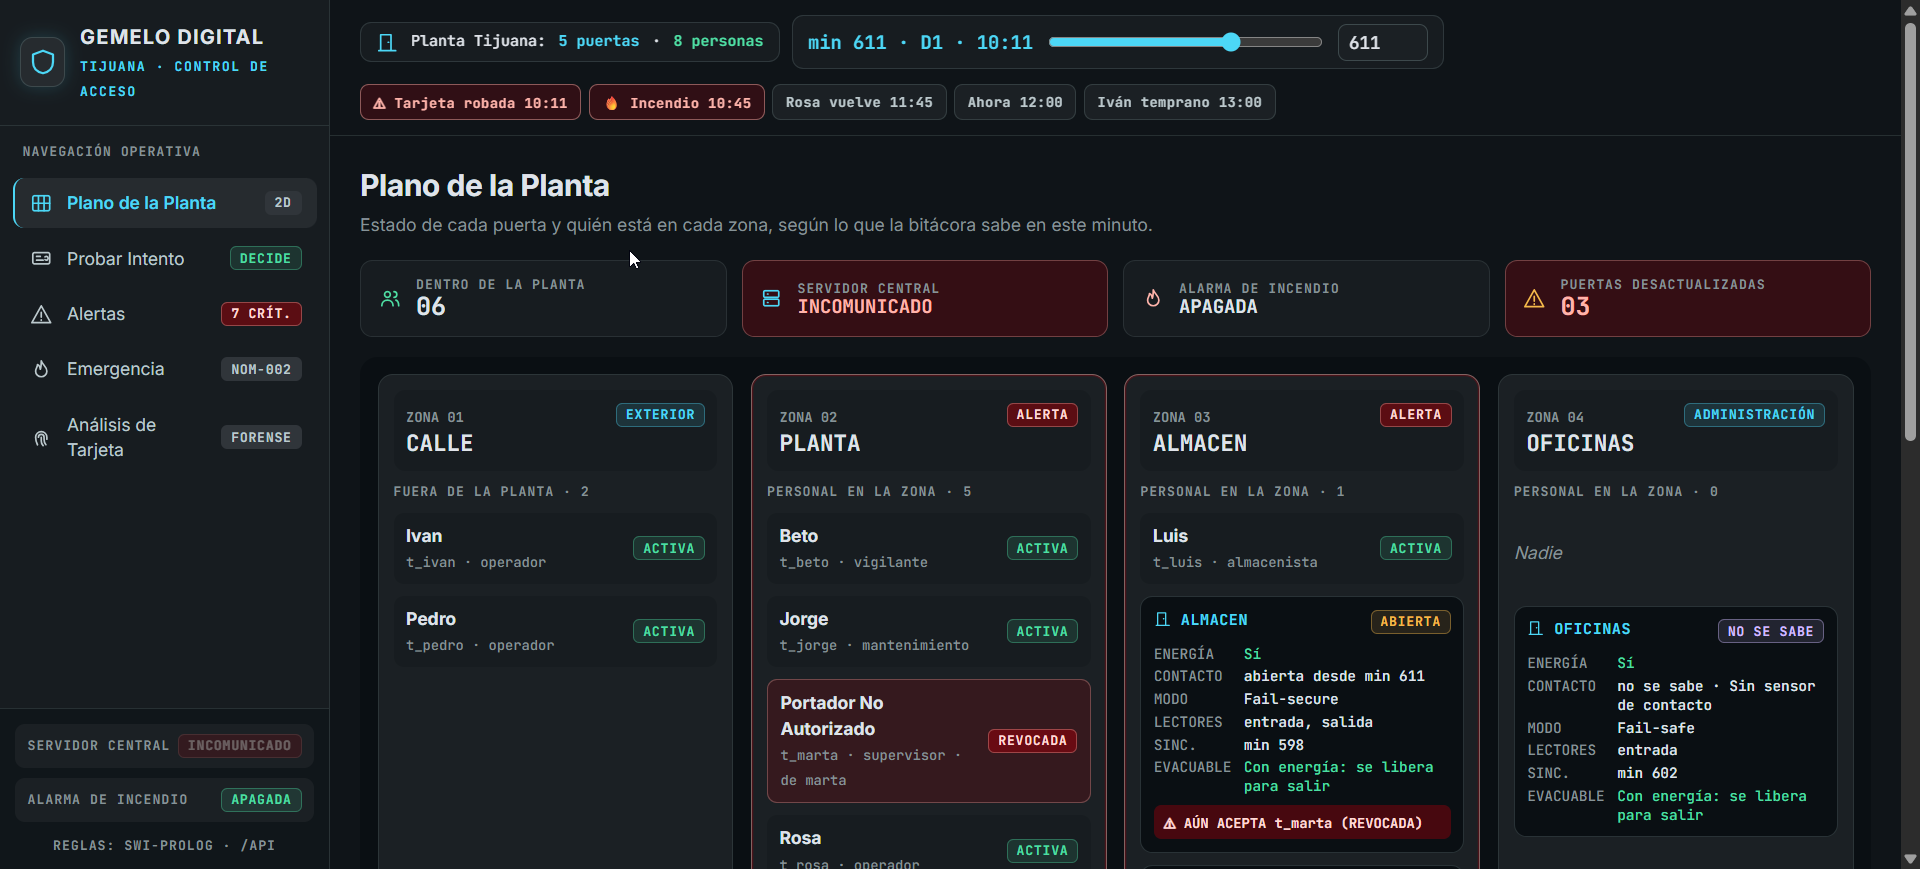 GEMELO DIGITAL
TIJUANA · CONTROL DE
ACCESO
NAVEGACIÓN OPERATIVA
Plano de la Planta 2D
Probar Intento DECIDE
Alertas 7 CRÍT.
Emergencia NOM-002
Análisis de
Tarjeta FORENSE
SERVIDOR CENTRAL INCOMUNICADO
ALARMA DE INCENDIO APAGADA
REGLAS: SWI-PROLOG · /API
Planta Tijuana: 5 puertas · 8 personas
min 611 · D1 · 10:11 611
Tarjeta robada 10:11
Incendio 10:45
Rosa vuelve 11:45
Ahora 12:00
Iván temprano 13:00
Plano de la Planta
Estado de cada puerta y quién está en cada zona, según lo que la bitácora sabe en este minuto.
DENTRO DE LA PLANTA
06
SERVIDOR CENTRAL
INCOMUNICADO
ALARMA DE INCENDIO
APAGADA
PUERTAS DESACTUALIZADAS
03
ZONA 01 EXTERIOR
CALLE
FUERA DE LA PLANTA · 2
Ivan
t_ivan · operador
ACTIVA
Pedro
t_pedro · operador
ACTIVA
ZONA 02 ALERTA
PLANTA
PERSONAL EN LA ZONA · 5
Beto
t_beto · vigilante
ACTIVA
Jorge
t_jorge · mantenimiento
ACTIVA
Portador No
Autorizado
t_marta · supervisor ·
de marta
REVOCADA
Rosa
t_rosa · operador
ACTIVA
ZONA 03 ALERTA
ALMACEN
PERSONAL EN LA ZONA · 1
Luis
t_luis · almacenista
ACTIVA
ALMACEN ABIERTA
ENERGÍA Sí
CONTACTO abierta desde min 611
MODO Fail-secure
LECTORES entrada, salida
SINC. min 598
EVACUABLE Con energía: se libera
para salir
AÚN ACEPTA t_marta (REVOCADA)
ZONA 04 ADMINISTRACIÓN
OFICINAS
PERSONAL EN LA ZONA · 0
Nadie
OFICINAS NO SE SABE
ENERGÍA Sí
CONTACTO no se sabe · Sin sensor
de contacto
MODO Fail-safe
LECTORES entrada
SINC. min 602
EVACUABLE Con energía: se libera
para salir